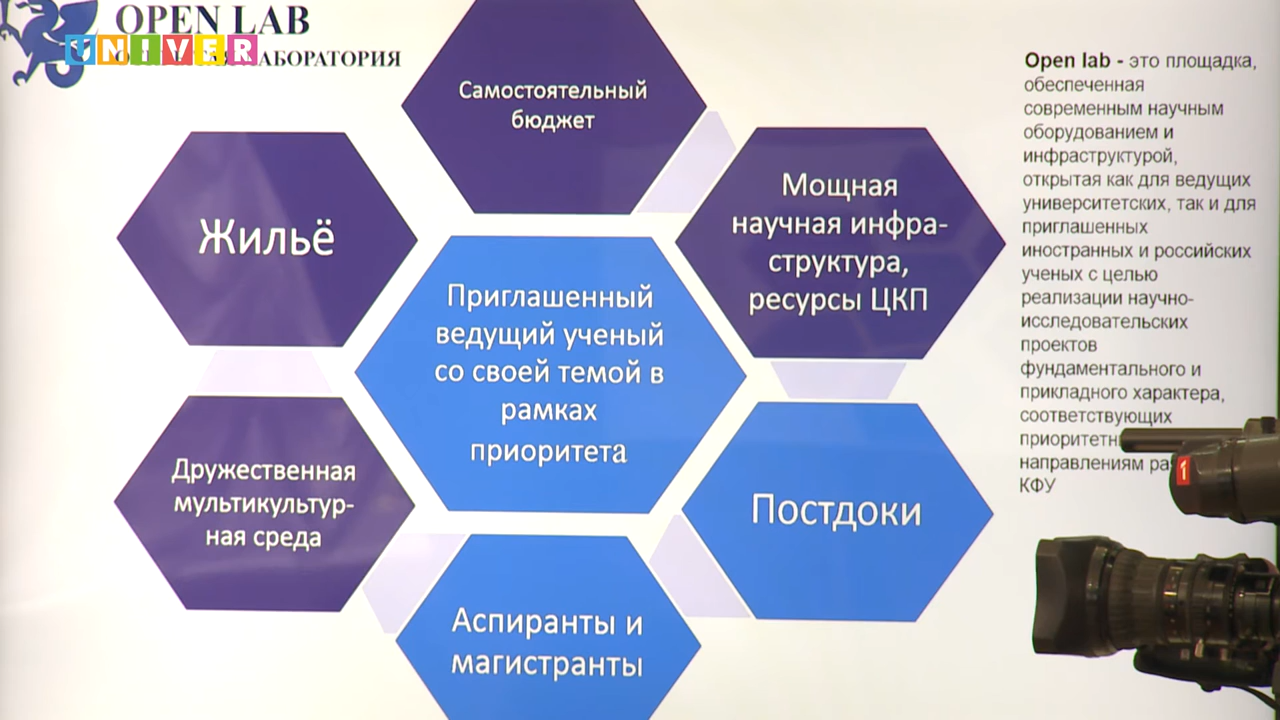 OPEN LAB
UNIVER
ЛАБОРАТОРИЯ
Самостоятельный
бюджет
Жильё
Мощная
научная инфра-
структура,
ресурсы ЦКП
Приглашенный
ведущий ученый
со своей темой в
рамках
приоритета
Дружественная
мультикультур-
ная среда
Постдоки
Аспиранты и
магистранты
Open lab - это площадка,
обеспеченная
современным научным
оборудованием и
инфраструктурой,
открытая как для ведущих
университетских, так и для
приглашенных
иностранных и российских
ученых с целью
реализации научно-
исследовательских
проектов
фундаментального и
прикладного характера,
соответствующих
направлениям
КФУ
1